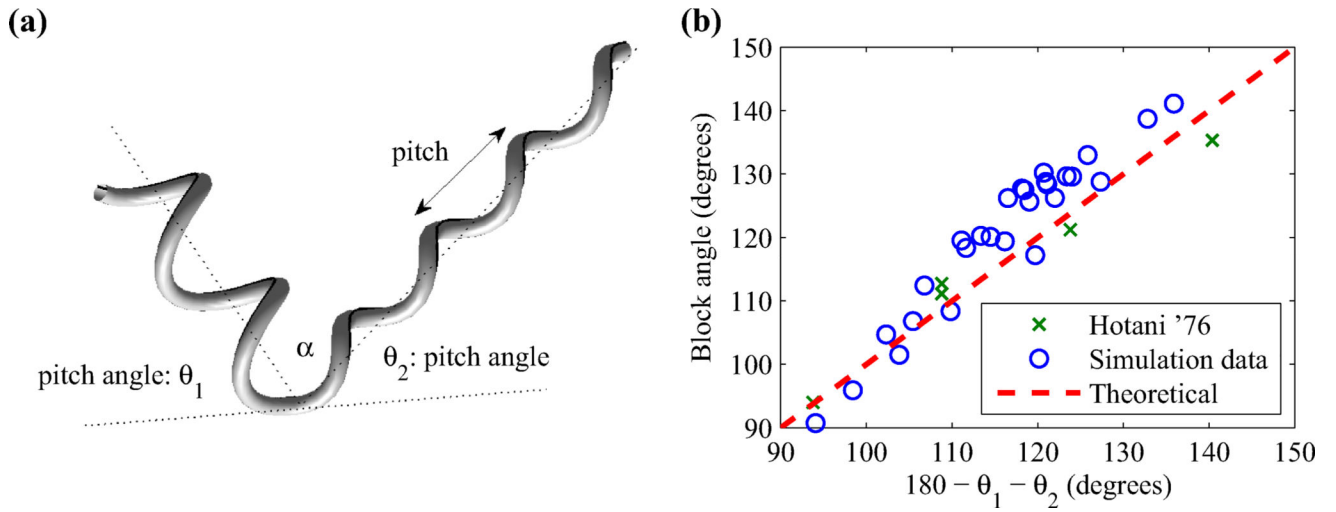 (a)
pitch
α
pitch angle: θ1
θ2: pitch angle
(b)
150
140
130
120
110
100
90
Block angle (degrees)
Hotani '76
Simulation data
Theoretical
90 100 110 120 130 140 150
180 − θ1 − θ2 (degrees)